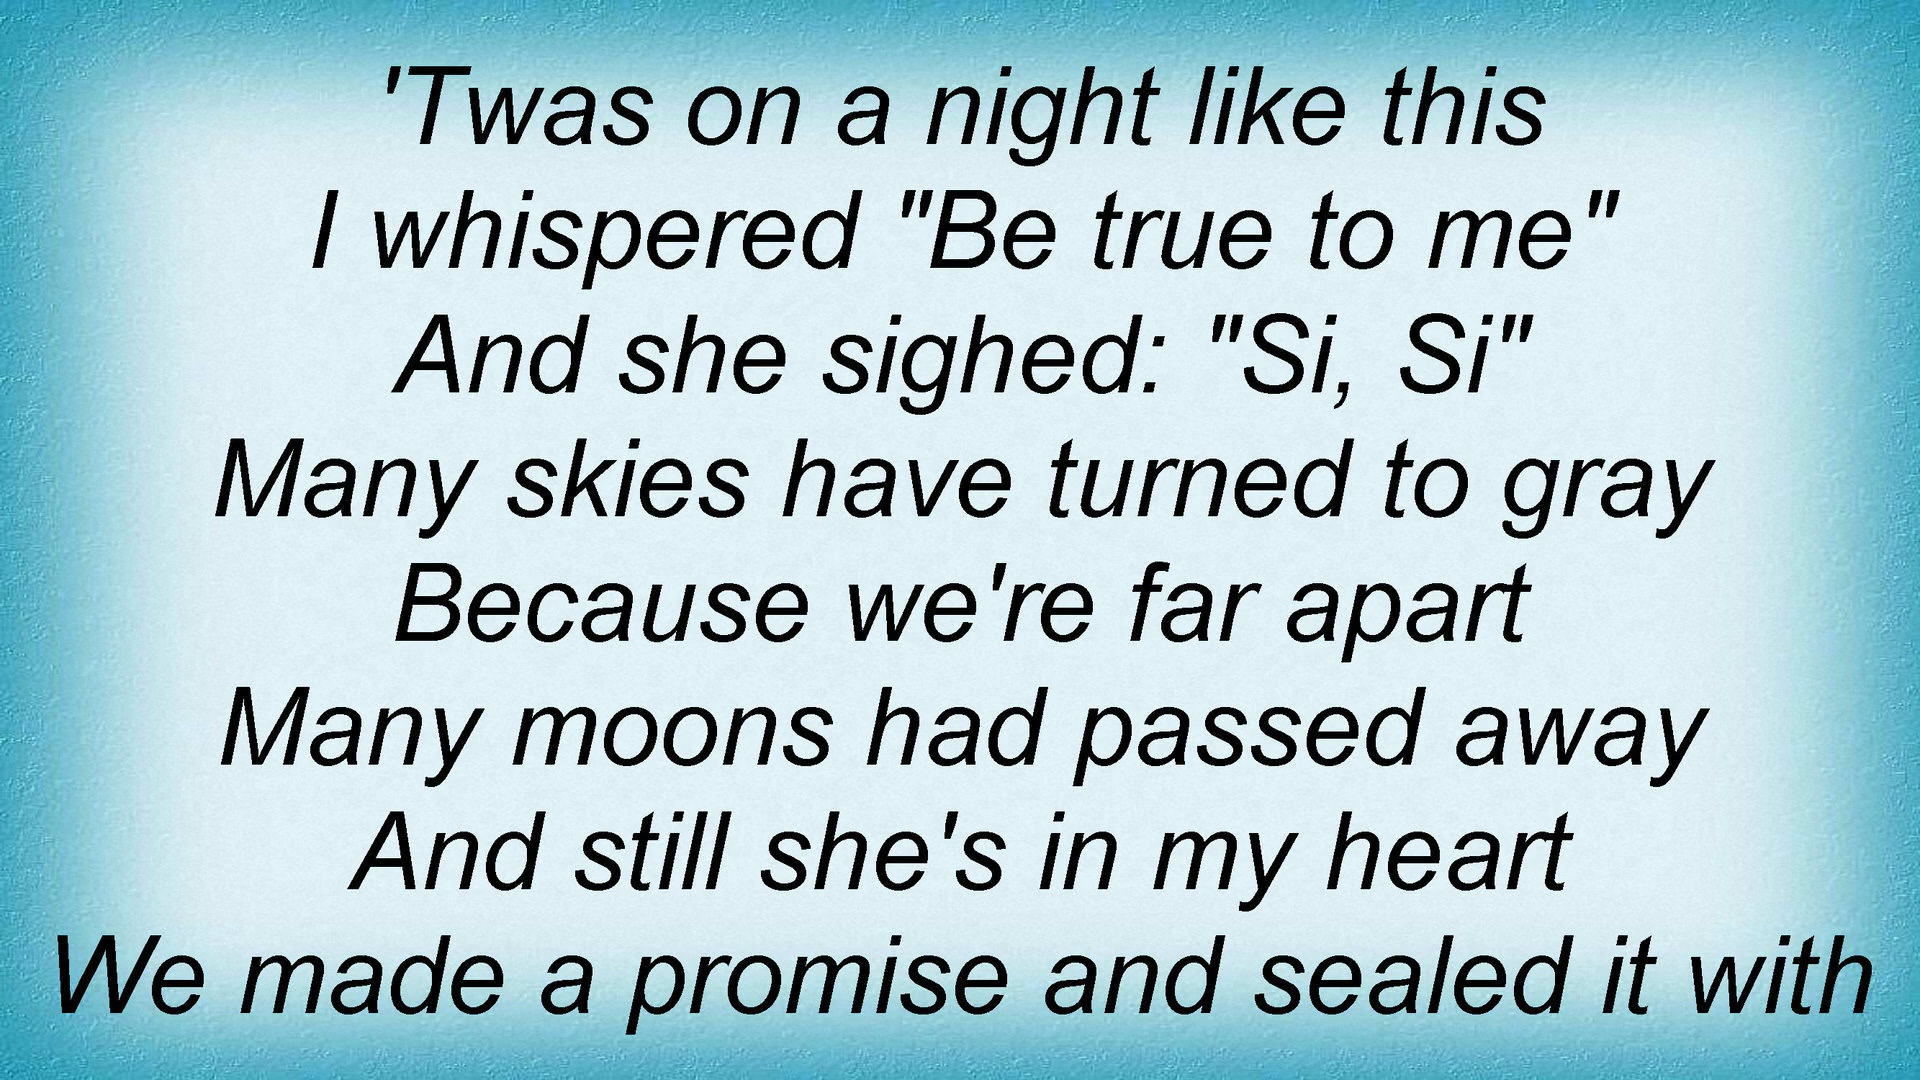 'Twas on a night like this
I whispered "Be true to me"
And she sighed: "Si, Si"
Many skies have turned to gray
Because we're far apart
Many moons had passed away
And still she's in my heart
We made a promise and sealed it with